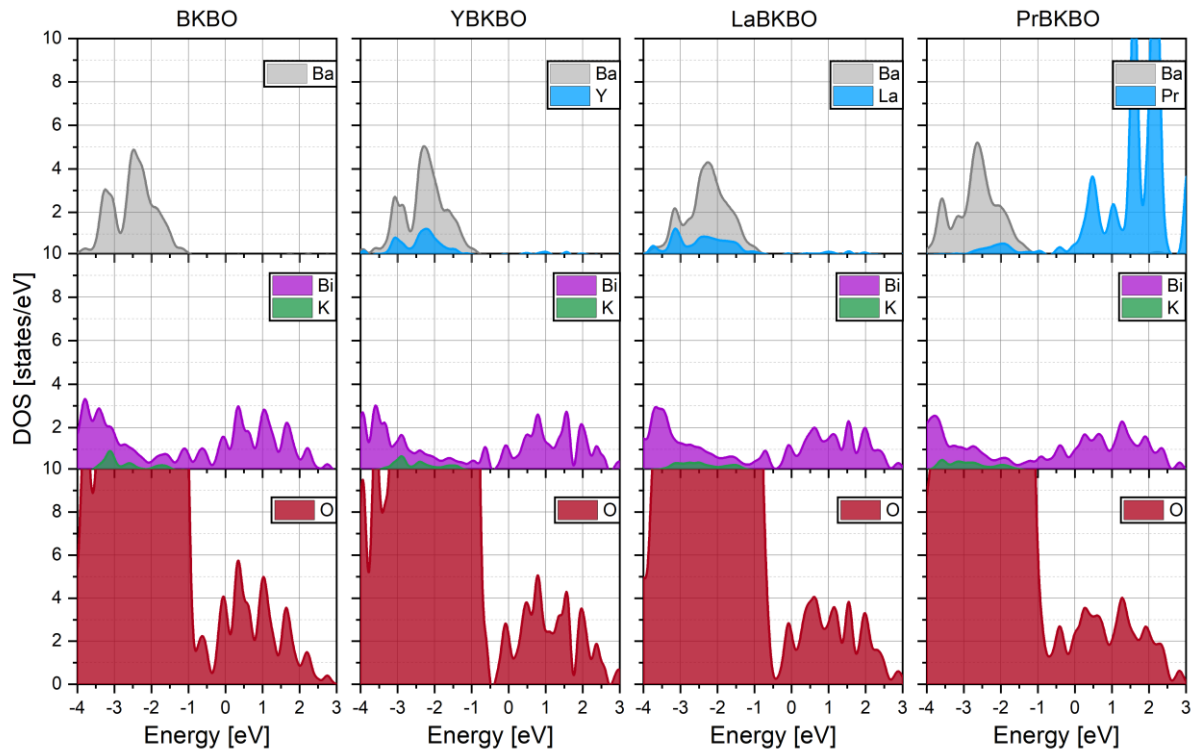 BKBO YBKBO LaBKBO PrBKBO
10
8
6
4
2
Ba
Ba
Y
Ba
La
Ba
Pr
DOS [states/eV]
10
8
6
4
2
Bi
K
Bi
K
Bi
K
Bi
K
10
8
6
4
2
0
O
O
O
O
-4 -3 -2 -1 0 1 2 3 -4 -3 -2 -1 0 1 2 3 -4 -3 -2 -1 0 1 2 3 -4 -3 -2 -1 0 1 2 3
Energy [eV] Energy [eV] Energy [eV] Energy [eV]